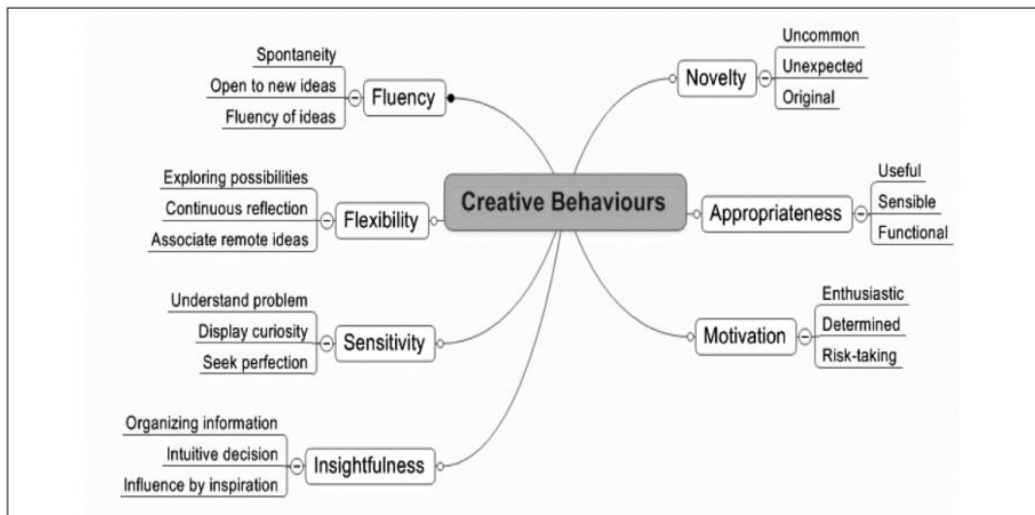 Creative Behaviours
Fluency
Spontaneity
Open to new ideas
Fluency of ideas
Flexibility
Exploring possibilities
Continuous reflection
Associate remote ideas
Sensitivity
Understand problem
Display curiosity
Seek perfection
Insightfulness
Organizing information
Intuitive decision
Influence by inspiration
Novelty
Uncommon
Unexpected
Original
Appropriateness
Useful
Sensible
Functional
Motivation
Enthusiastic
Determined
Risk-taking